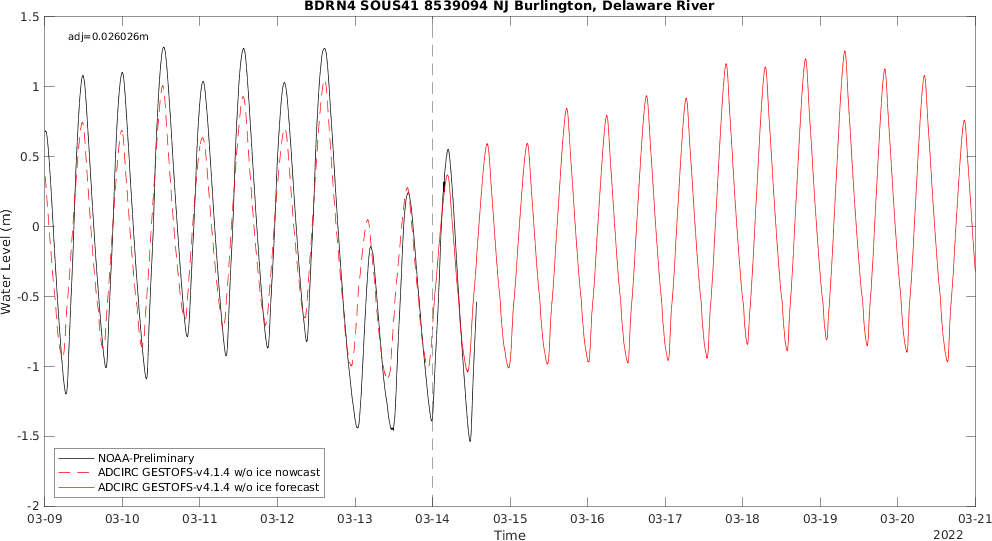 BDRN4 SOUS41 8539094 NJ Burlington, Delaware River
adj=0.026026m
1.5
1
0.5
0
-0.5
-1
-1.5
-2
Water Level (m)
NOAA-Preliminary
ADCIRC GESTOFS-v4.1.4 w/o ice nowcast
ADCIRC GESTOFS-v4.1.4 w/o ice forecast
03-09 03-10 03-11 03-12 03-13 03-14 03-15 03-16 03-17 03-18 03-19 03-20 03-21
Time
2022